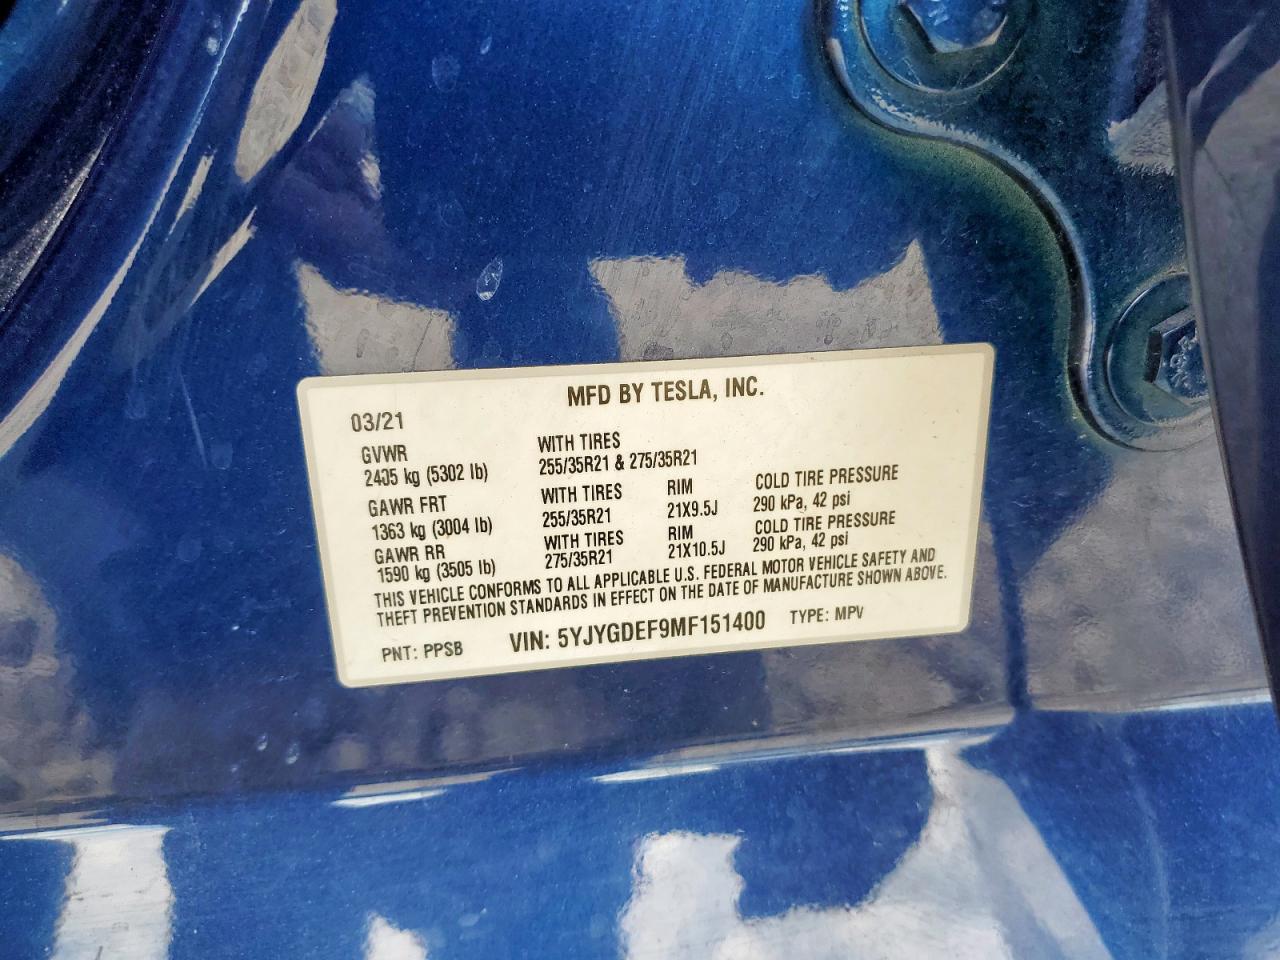 MFD BY TESLA, INC.
03/21
GVWR WITH TIRES
2405 kg (5302 lb) 255/35R21 & 275/35R21
GAWR FRT WITH TIRES RIM COLD TIRE PRESSURE
1363 kg (3004 lb) 255/35R21 21X9.5J 290 kPa, 42 psi
GAWR RR WITH TIRES RIM COLD TIRE PRESSURE
1590 kg (3505 lb) 275/35R21 21X10.5J 290 kPa, 42 psi
THIS VEHICLE CONFORMS TO ALL APPLICABLE U.S. FEDERAL MOTOR VEHICLE SAFETY AND
THEFT PREVENTION STANDARDS IN EFFECT ON THE DATE OF MANUFACTURE SHOWN ABOVE.
PNT: PPSB VIN: 5YJYGDEF9MF151400 TYPE: MPV